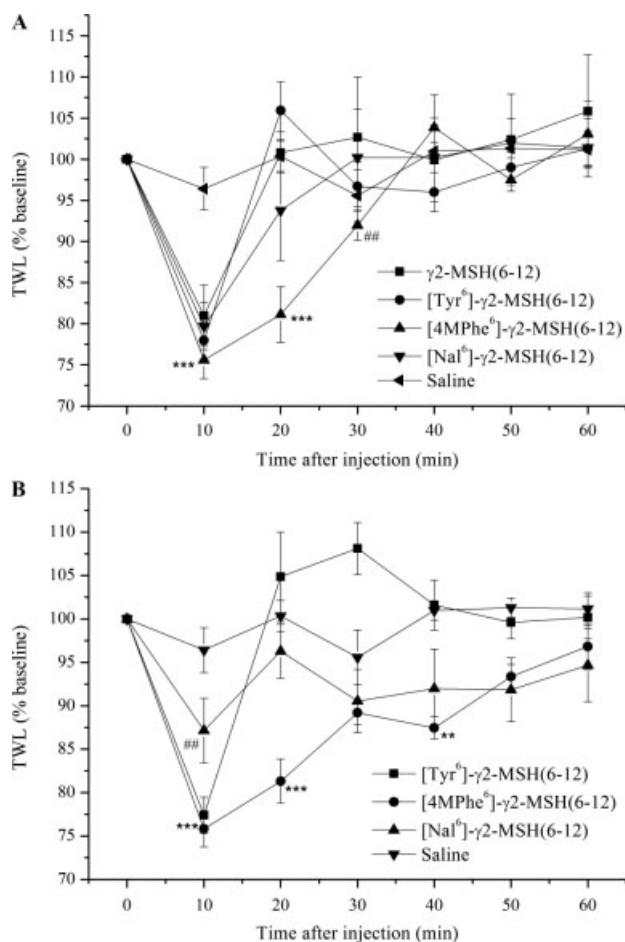 A
TWL (% baseline)
115
110
105
100
95
90
85
80
75
70
***
***
##
γ2-MSH(6-12)
[Tyr⁶]-γ2-MSH(6-12)
[4MPhe⁶]-γ2-MSH(6-12)
[Nal⁶]-γ2-MSH(6-12)
Saline
0 10 20 30 40 50 60
Time after injection (min)
B
TWL (% baseline)
115
110
105
100
95
90
85
80
75
70
##
***
***
**
[Tyr⁶]-γ2-MSH(6-12)
[4MPhe⁶]-γ2-MSH(6-12)
[Nal⁶]-γ2-MSH(6-12)
Saline
0 10 20 30 40 50 60
Time after injection (min)